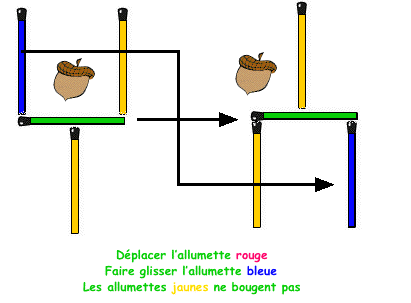 Déplacer l'allumette rouge
Faire glisser l'allumette bleue
Les allumettes jaunes ne bougent pas